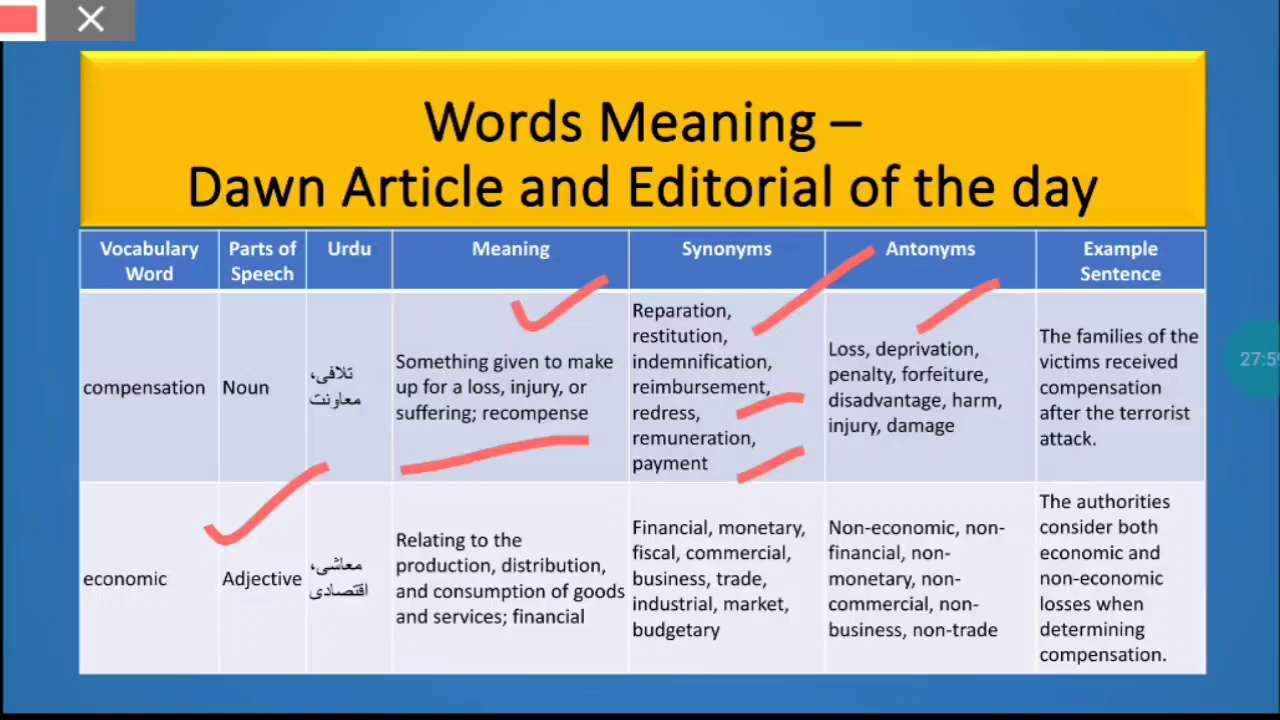 Words Meaning –
Dawn Article and Editorial of the day
Vocabulary
Word
Parts of
Speech
Urdu
Meaning
Synonyms
Antonyms
Example
Sentence
compensation
Noun
تلافی،
معاونت
Something given to make
up for a loss, injury, or
suffering; recompense
Reparation,
restitution,
indemnification,
reimbursement,
redress,
remuneration,
payment
Loss, deprivation,
penalty, forfeiture,
disadvantage, harm,
injury, damage
The families of the
victims received
compensation
after the terrorist
attack.
economic
Adjective
معاشی،
اقتصادی
Relating to the
production, distribution,
and consumption of goods
and services; financial
Financial, monetary,
fiscal, commercial,
business, trade,
industrial, market,
budgetary
Non-economic, non-
financial, non-
monetary, non-
commercial, non-
business, non-trade
The authorities
consider both
economic and
non-economic
losses when
determining
compensation.